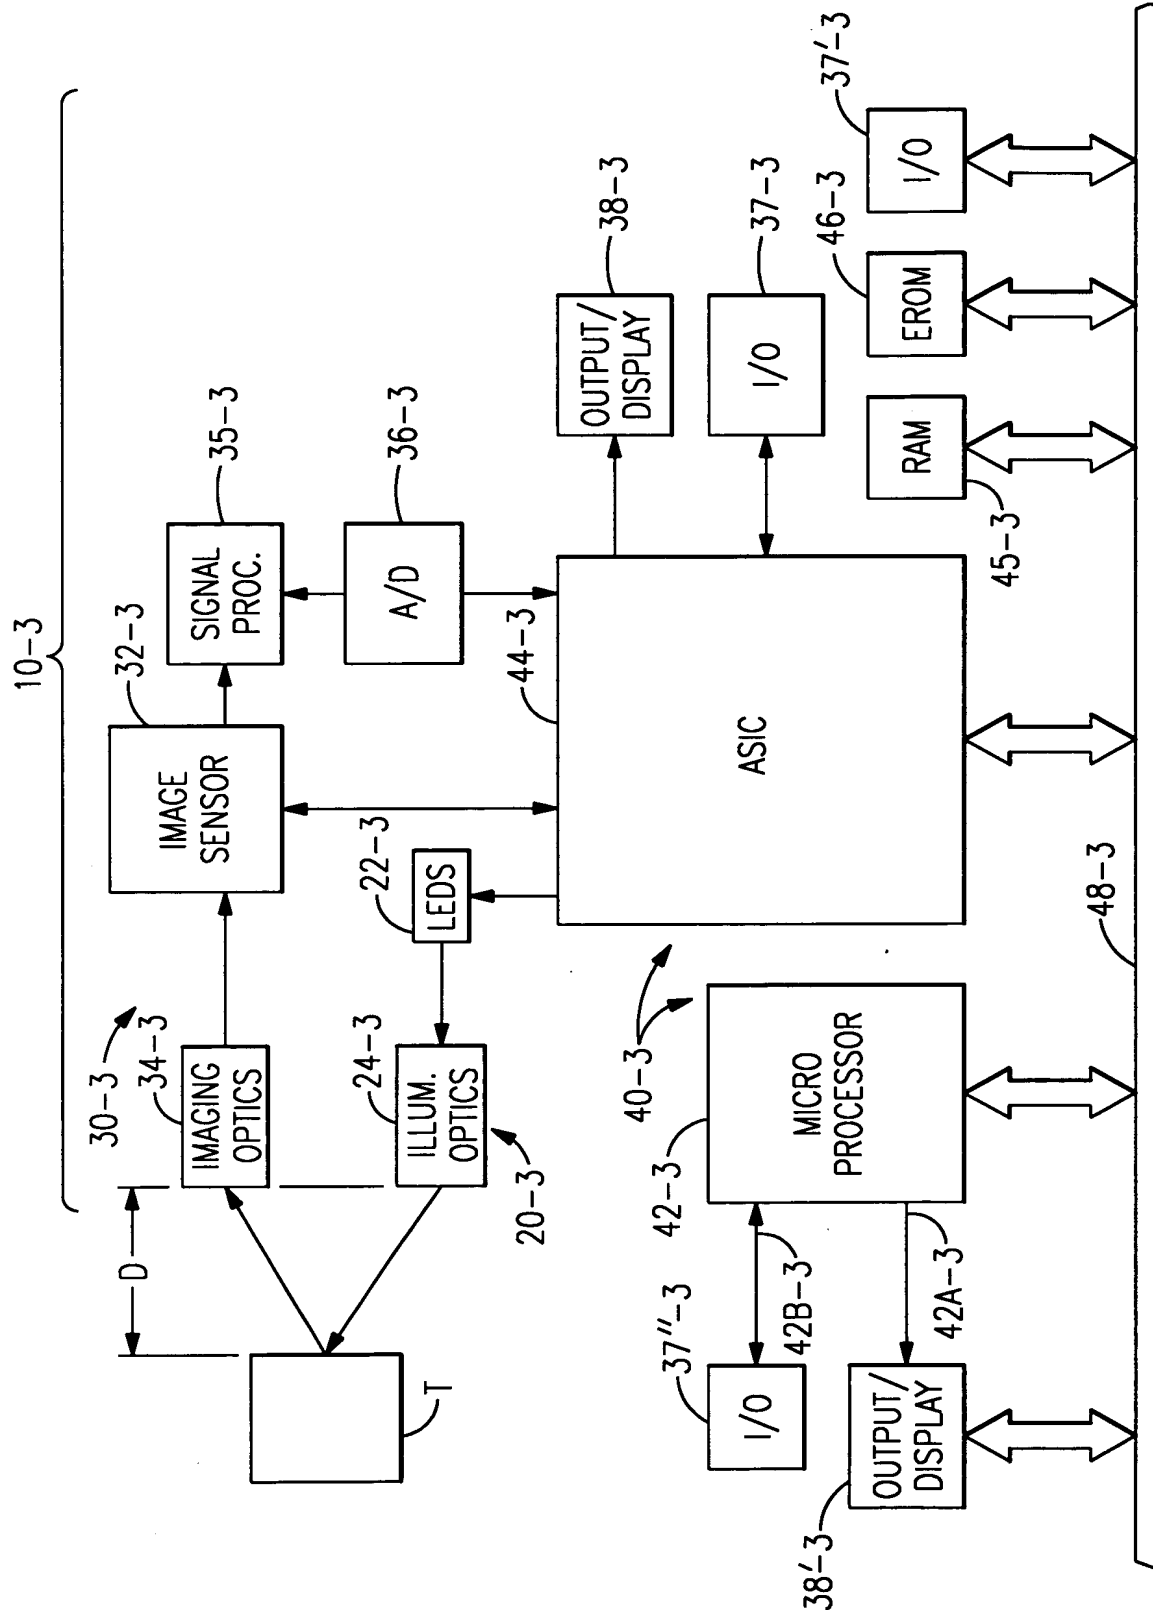 10-3
30-3
34-3
IMAGING
OPTICS
32-3
IMAGE
SENSOR
35-3
SIGNAL
PROC.
36-3
A/D
D
T
24-3
ILLUM.
OPTICS
20-3
22-3
LEDS
44-3
ASIC
38-3
OUTPUT/
DISPLAY
37-3
I/O
40-3
42-3
MICRO
PROCESSOR
37''-3
I/O
42B-3
42A-3
38'-3
OUTPUT/
DISPLAY
45-3
RAM
46-3
EROM
37'-3
I/O
48-3